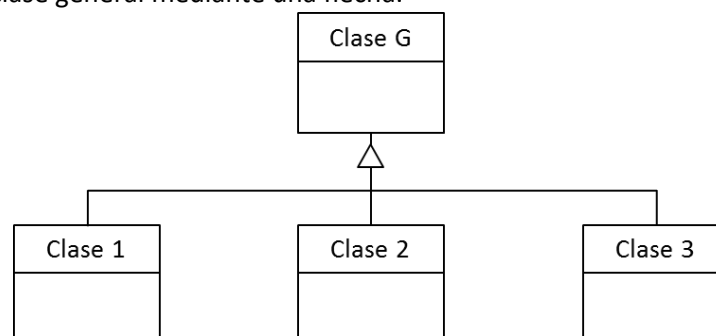 clase general mediante una flecha.
Clase G
Clase 1
Clase 2
Clase 3